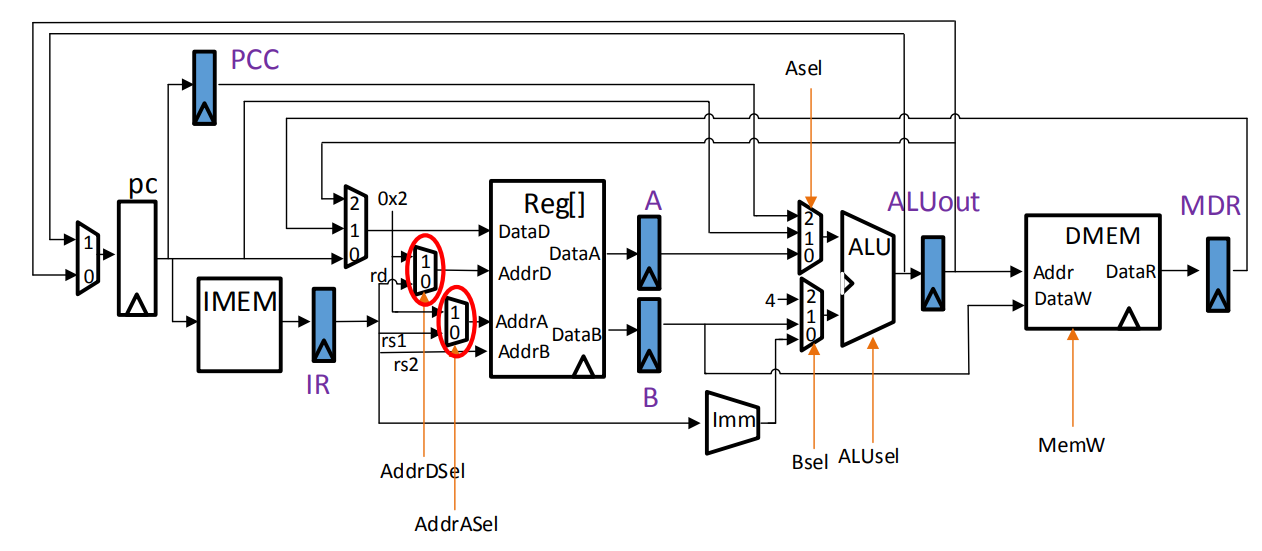 PCC
Asel
pc
0x2
2
1
0
Reg[]
DataD
DataA
AddrD
AddrA
DataB
AddrB
rd
1
0
1
0
rs1
rs2
A
B
2
1
0
4
2
1
0
ALU
ALUout
DMEM
Addr
DataR
DataW
MDR
1
0
IMEM
IR
Imm
AddrDSel
AddrASel
Bsel
ALUsel
MemW